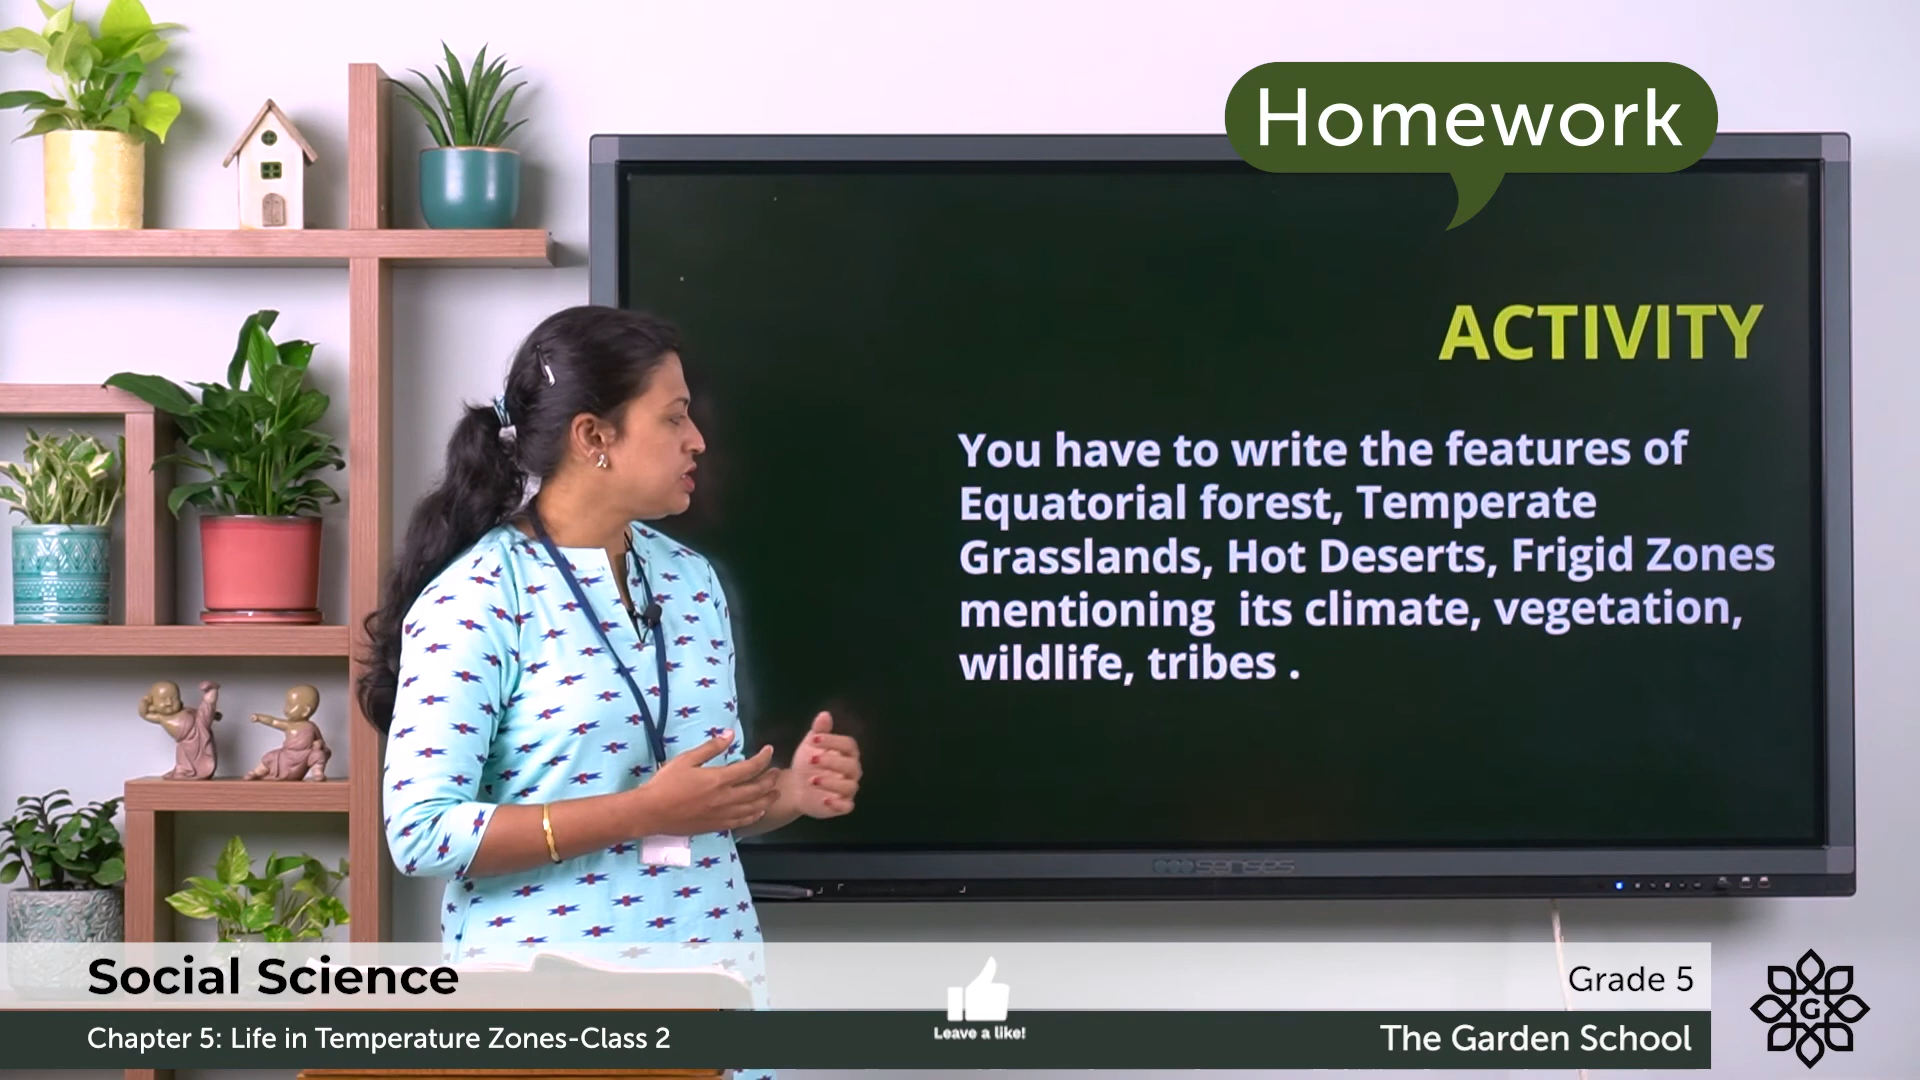 Homework
ACTIVITY
You have to write the features of
Equatorial forest, Temperate
Grasslands, Hot Deserts, Frigid Zones
mentioning its climate, vegetation,
wildlife, tribes .
senses
Social Science
Grade 5
Chapter 5: Life in Temperature Zones-Class 2
Leave a like!
The Garden School
G